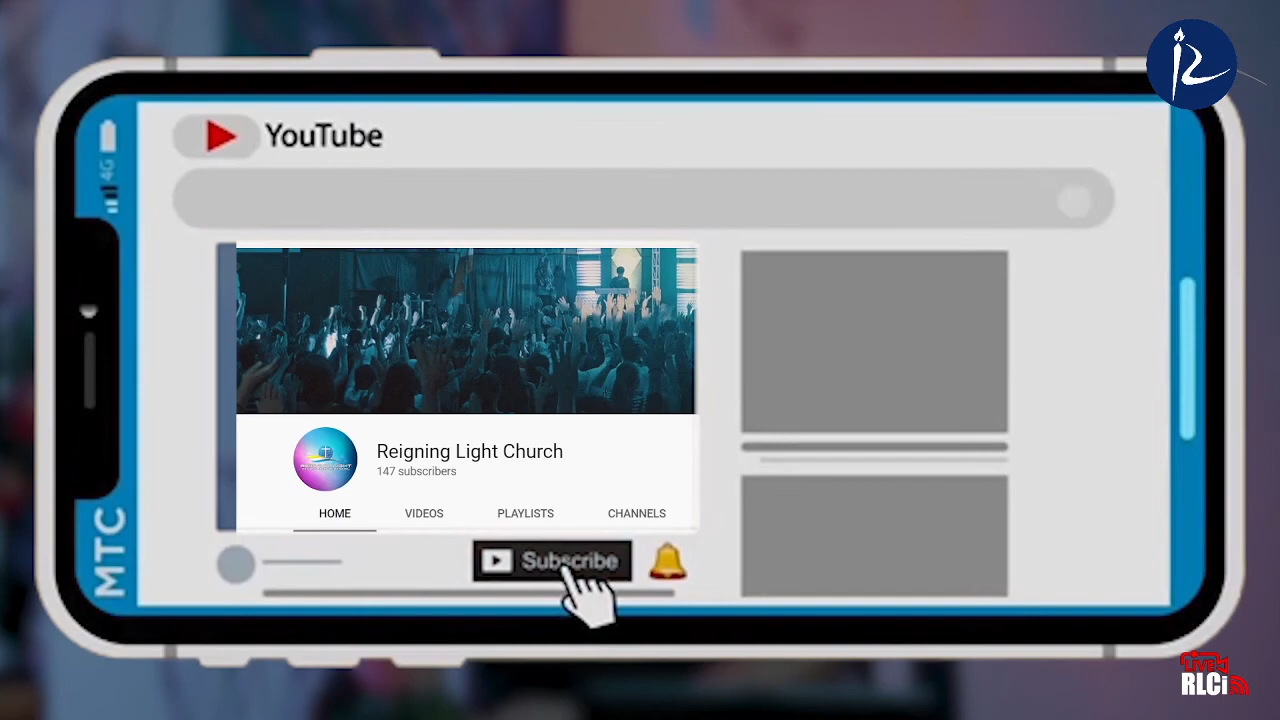 YouTube
4G
MTC
Reigning Light Church
147 subscribers
HOME VIDEOS PLAYLISTS CHANNELS
Subscribe
LIVE
RLCi